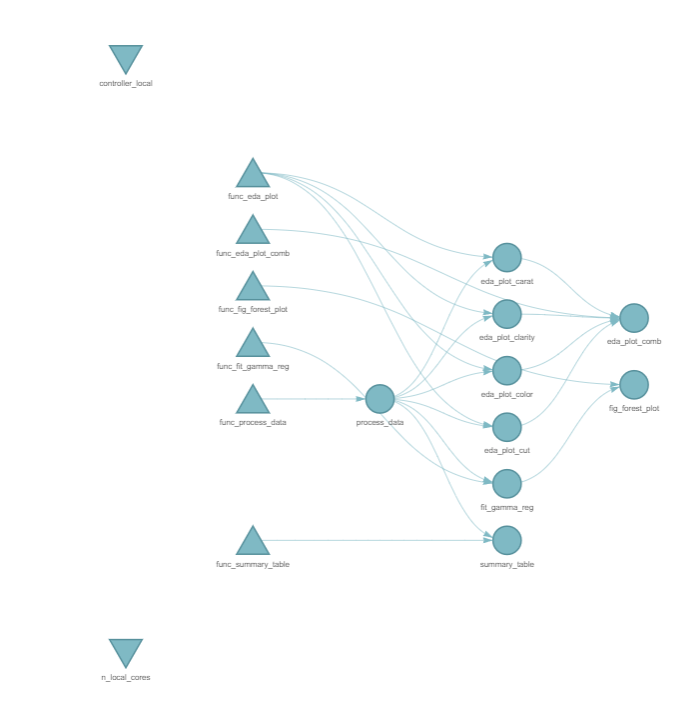 controller_local
func_eda_plot
func_eda_plot_comb
eda_plot_carat
func_fig_forest_plot
eda_plot_clarity
eda_plot_comb
func_fit_gamma_reg
eda_plot_color
fig_forest_plot
func_process_data
process_data
eda_plot_cut
fit_gamma_reg
func_summary_table
summary_table
n_local_cores